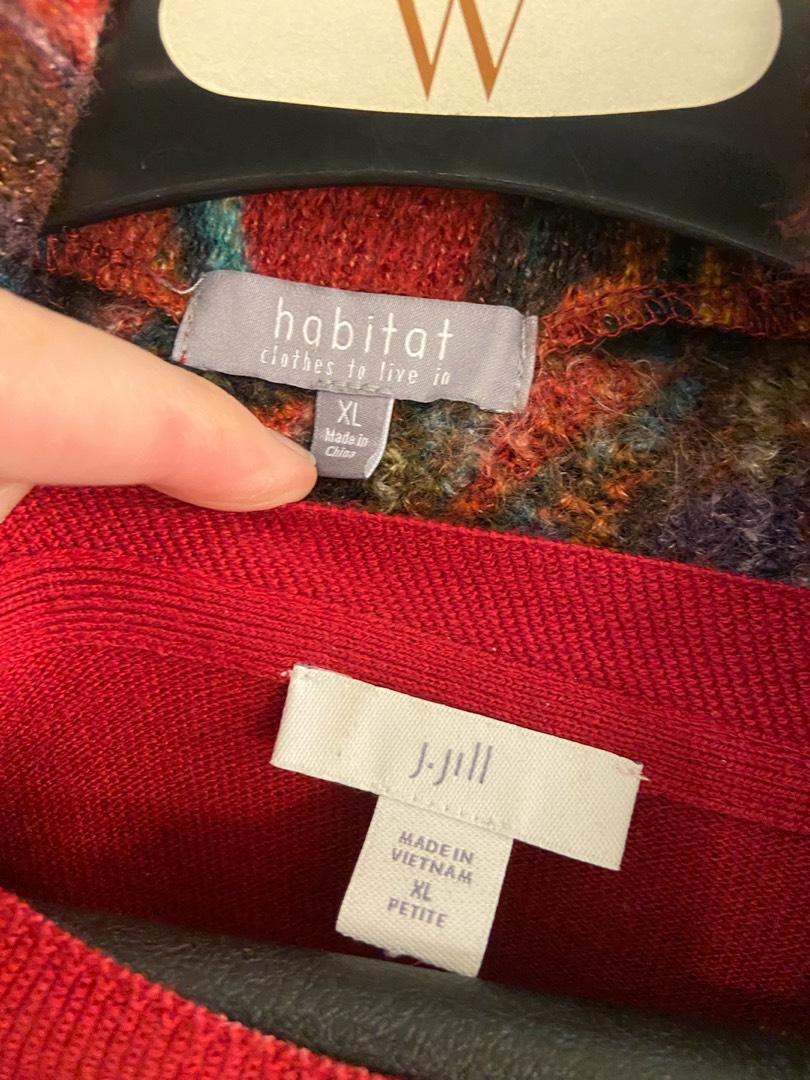 W
habitat
clothes to live in
XL
Made in
China
J.Jill
MADE IN
VIETNAM
XL
PETITE